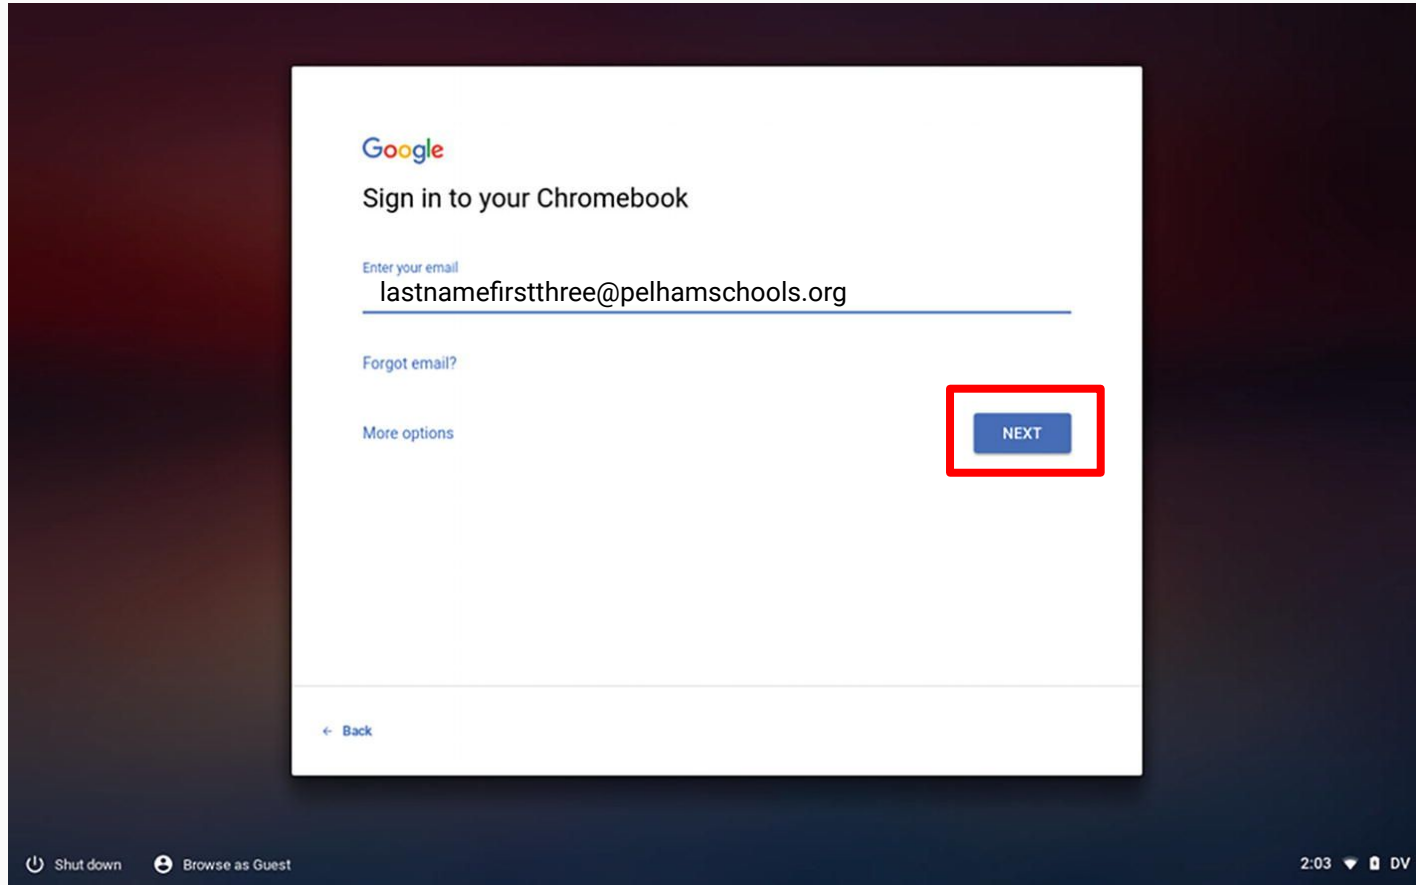 Google
Sign in to your Chromebook
Enter your email
lastnamefirstthree@pelhamschools.org
Forgot email?
More options
NEXT
← Back
Shut down
Browse as Guest
2:03
DV